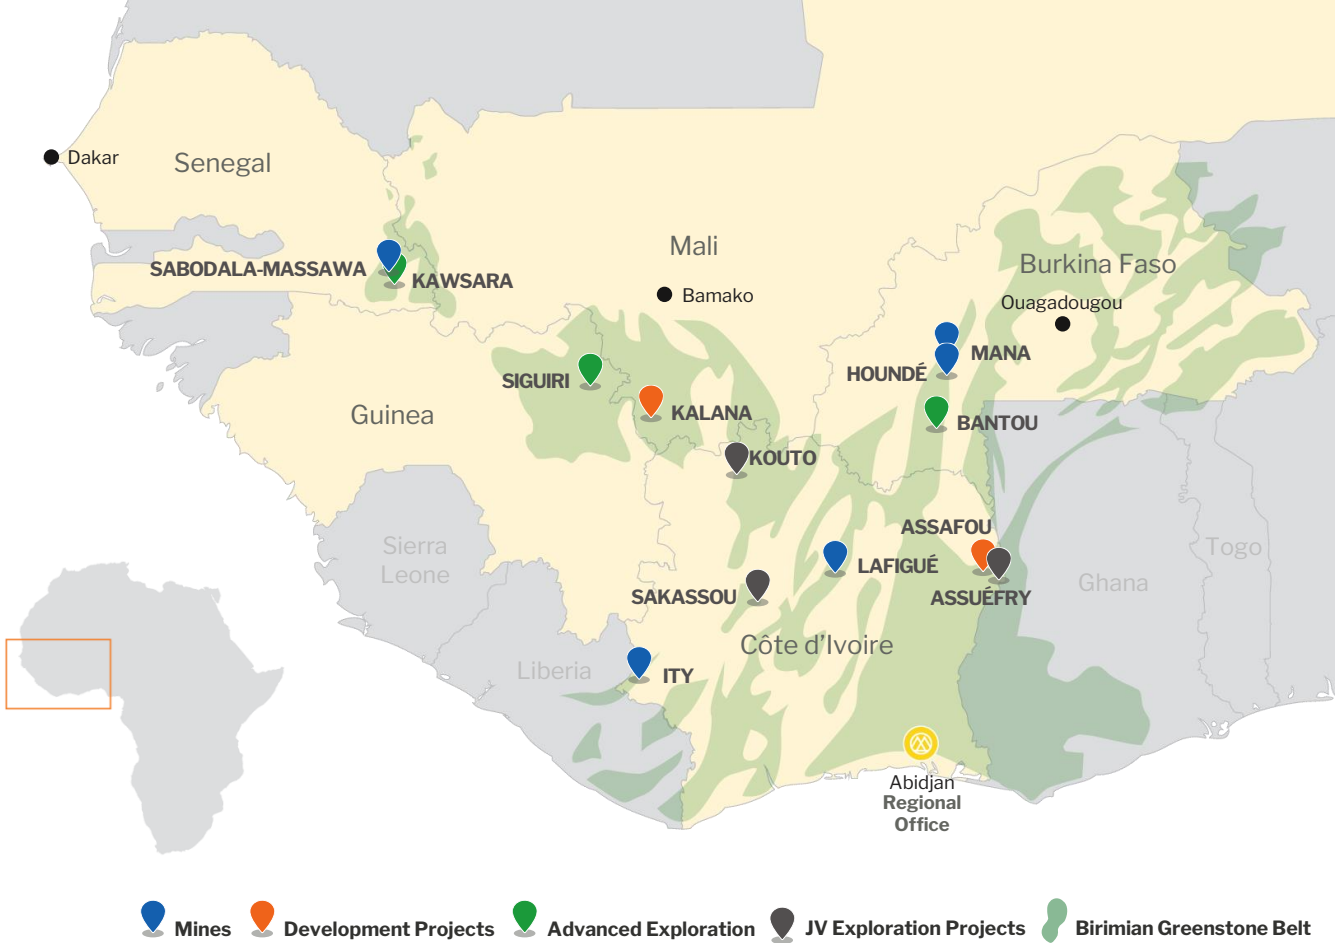 Dakar
Senegal
Mali
Burkina Faso
SABODALA-MASSAWA
KAWSARA
Bamako
Ouagadougou
MANA
HOUNDÉ
SIGUIRI
KALANA
Guinea
BANTOU
KOUTO
ASSAFOU
Sierra
Leone
LAFIGUÉ
Togo
Ghana
SAKASSOU
ASSUÉFRY
Côte d'Ivoire
Liberia
ITY
Abidjan
Regional
Office
Mines
Development Projects
Advanced Exploration
JV Exploration Projects
Birimian Greenstone Belt